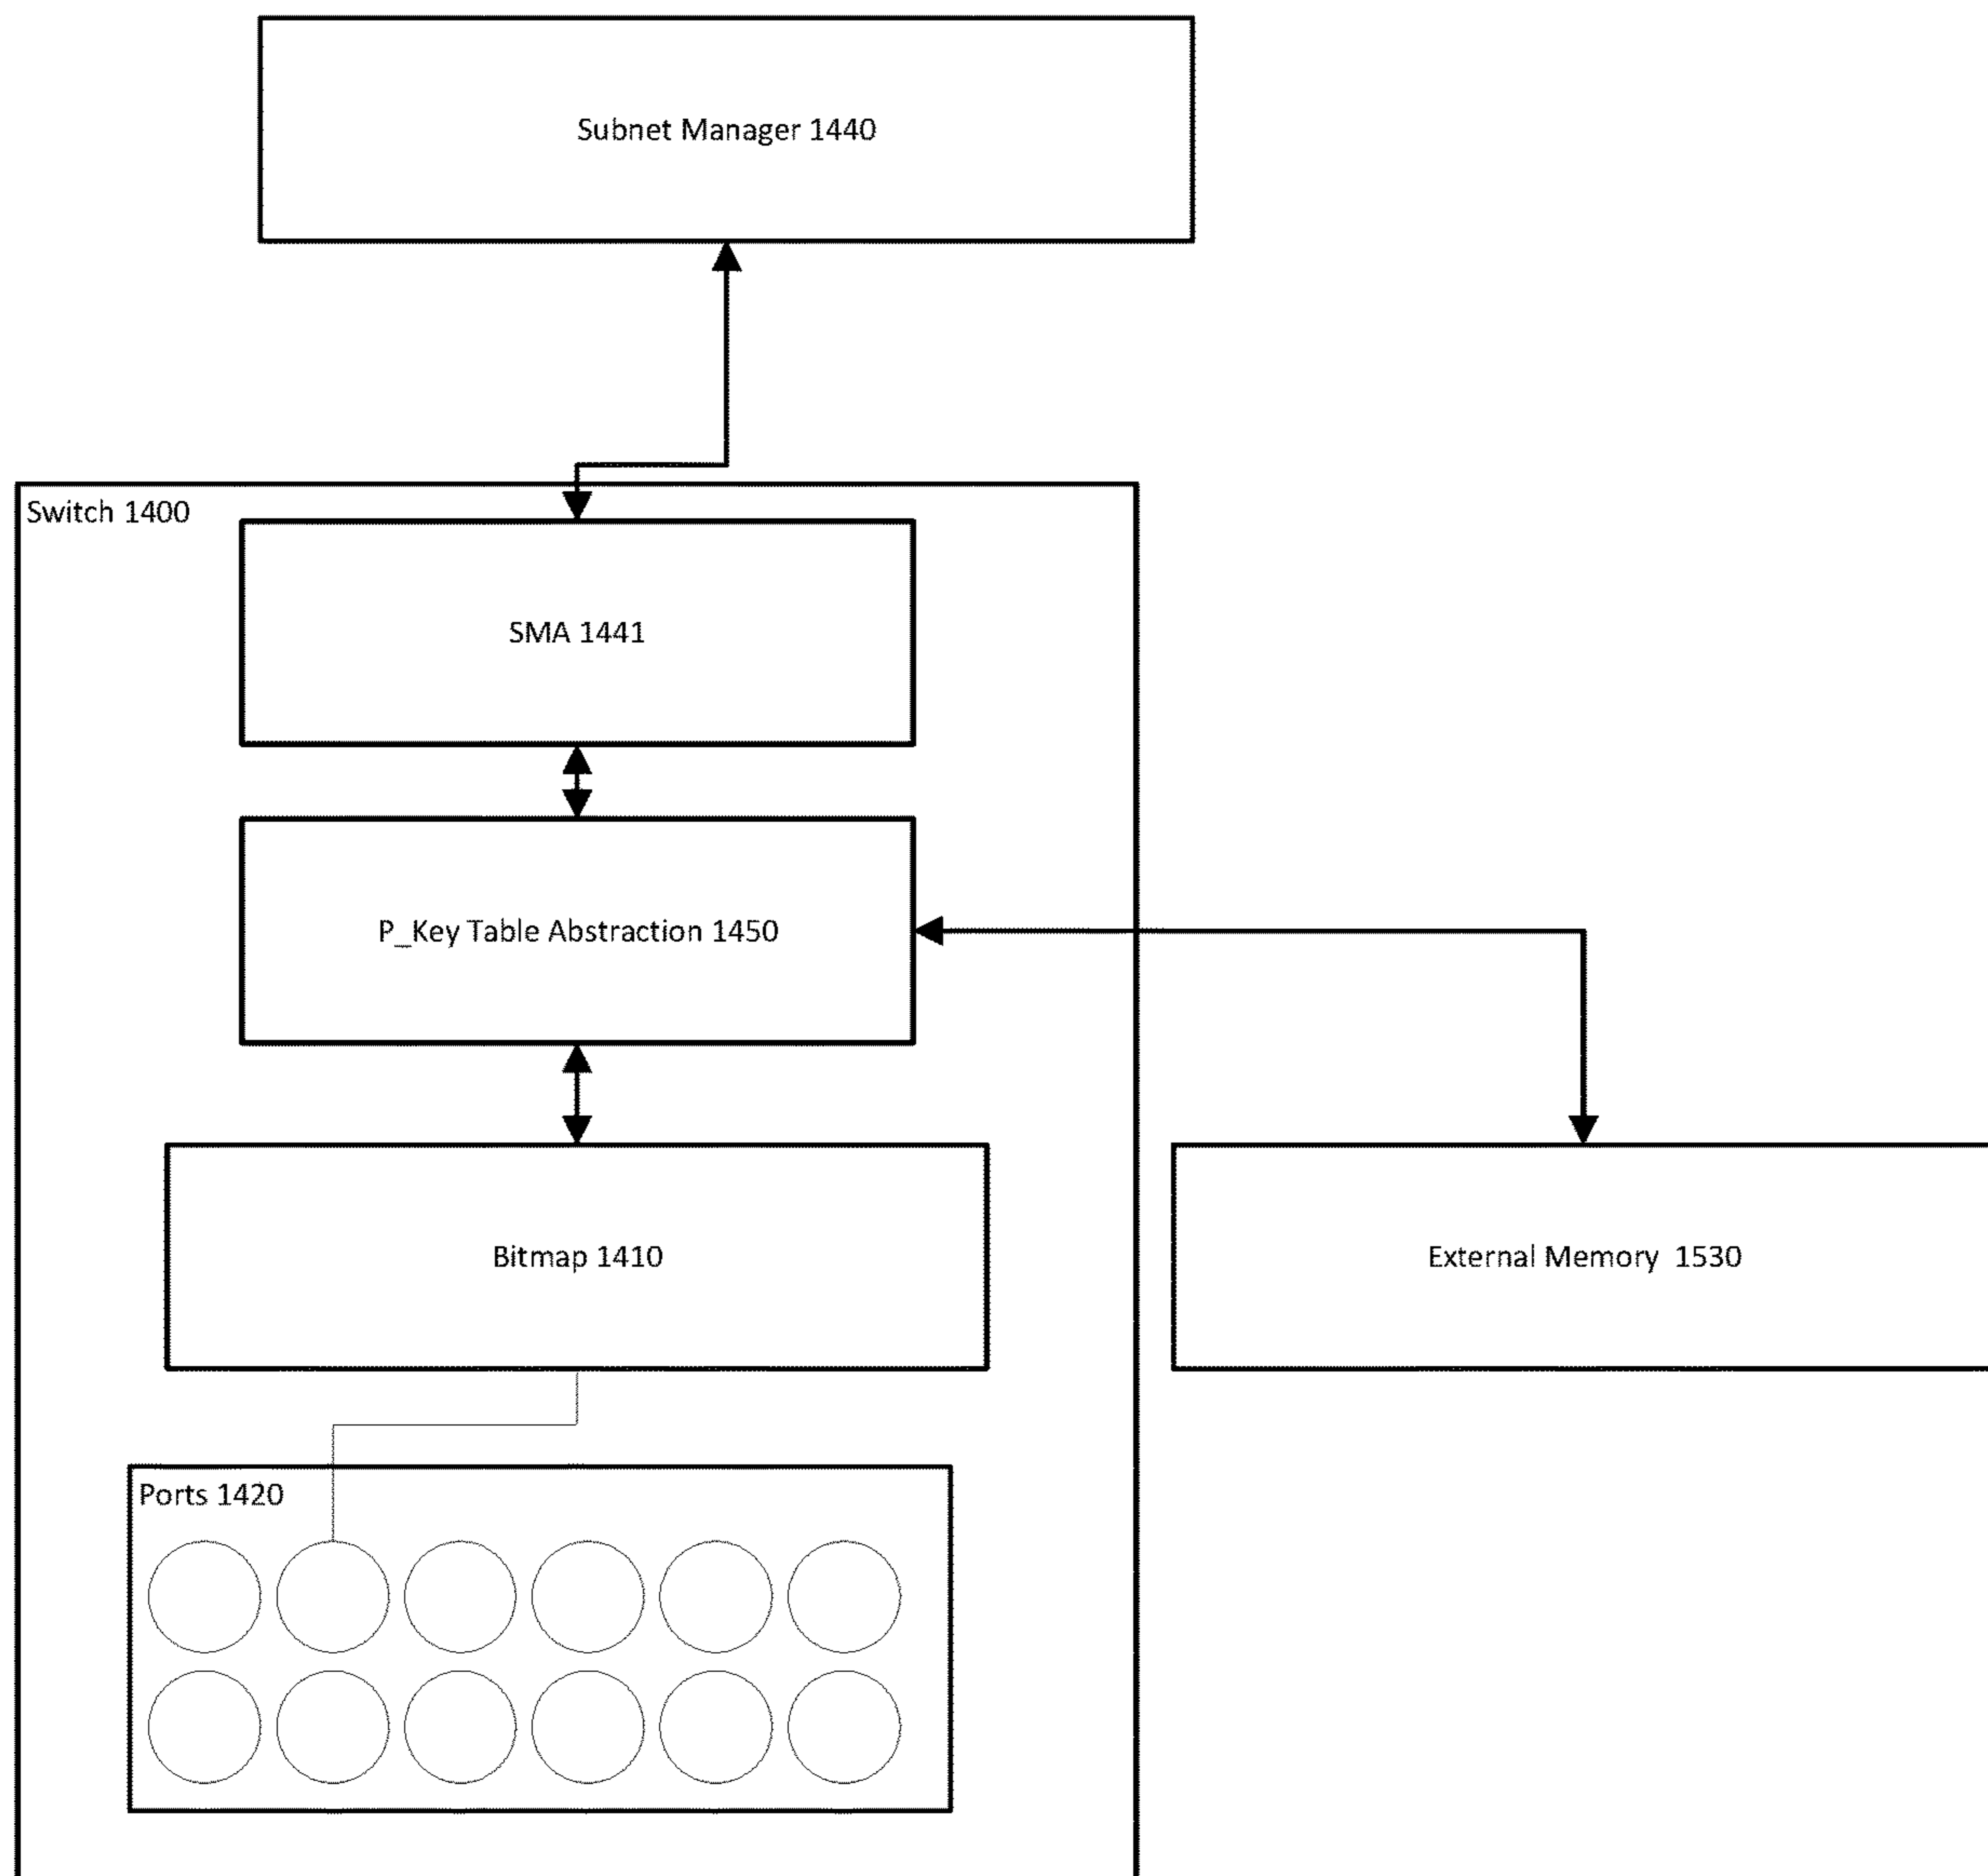 Subnet Manager 1440
Switch 1400
SMA 1441
P_Key Table Abstraction 1450
Bitmap 1410
External Memory 1530
Ports 1420